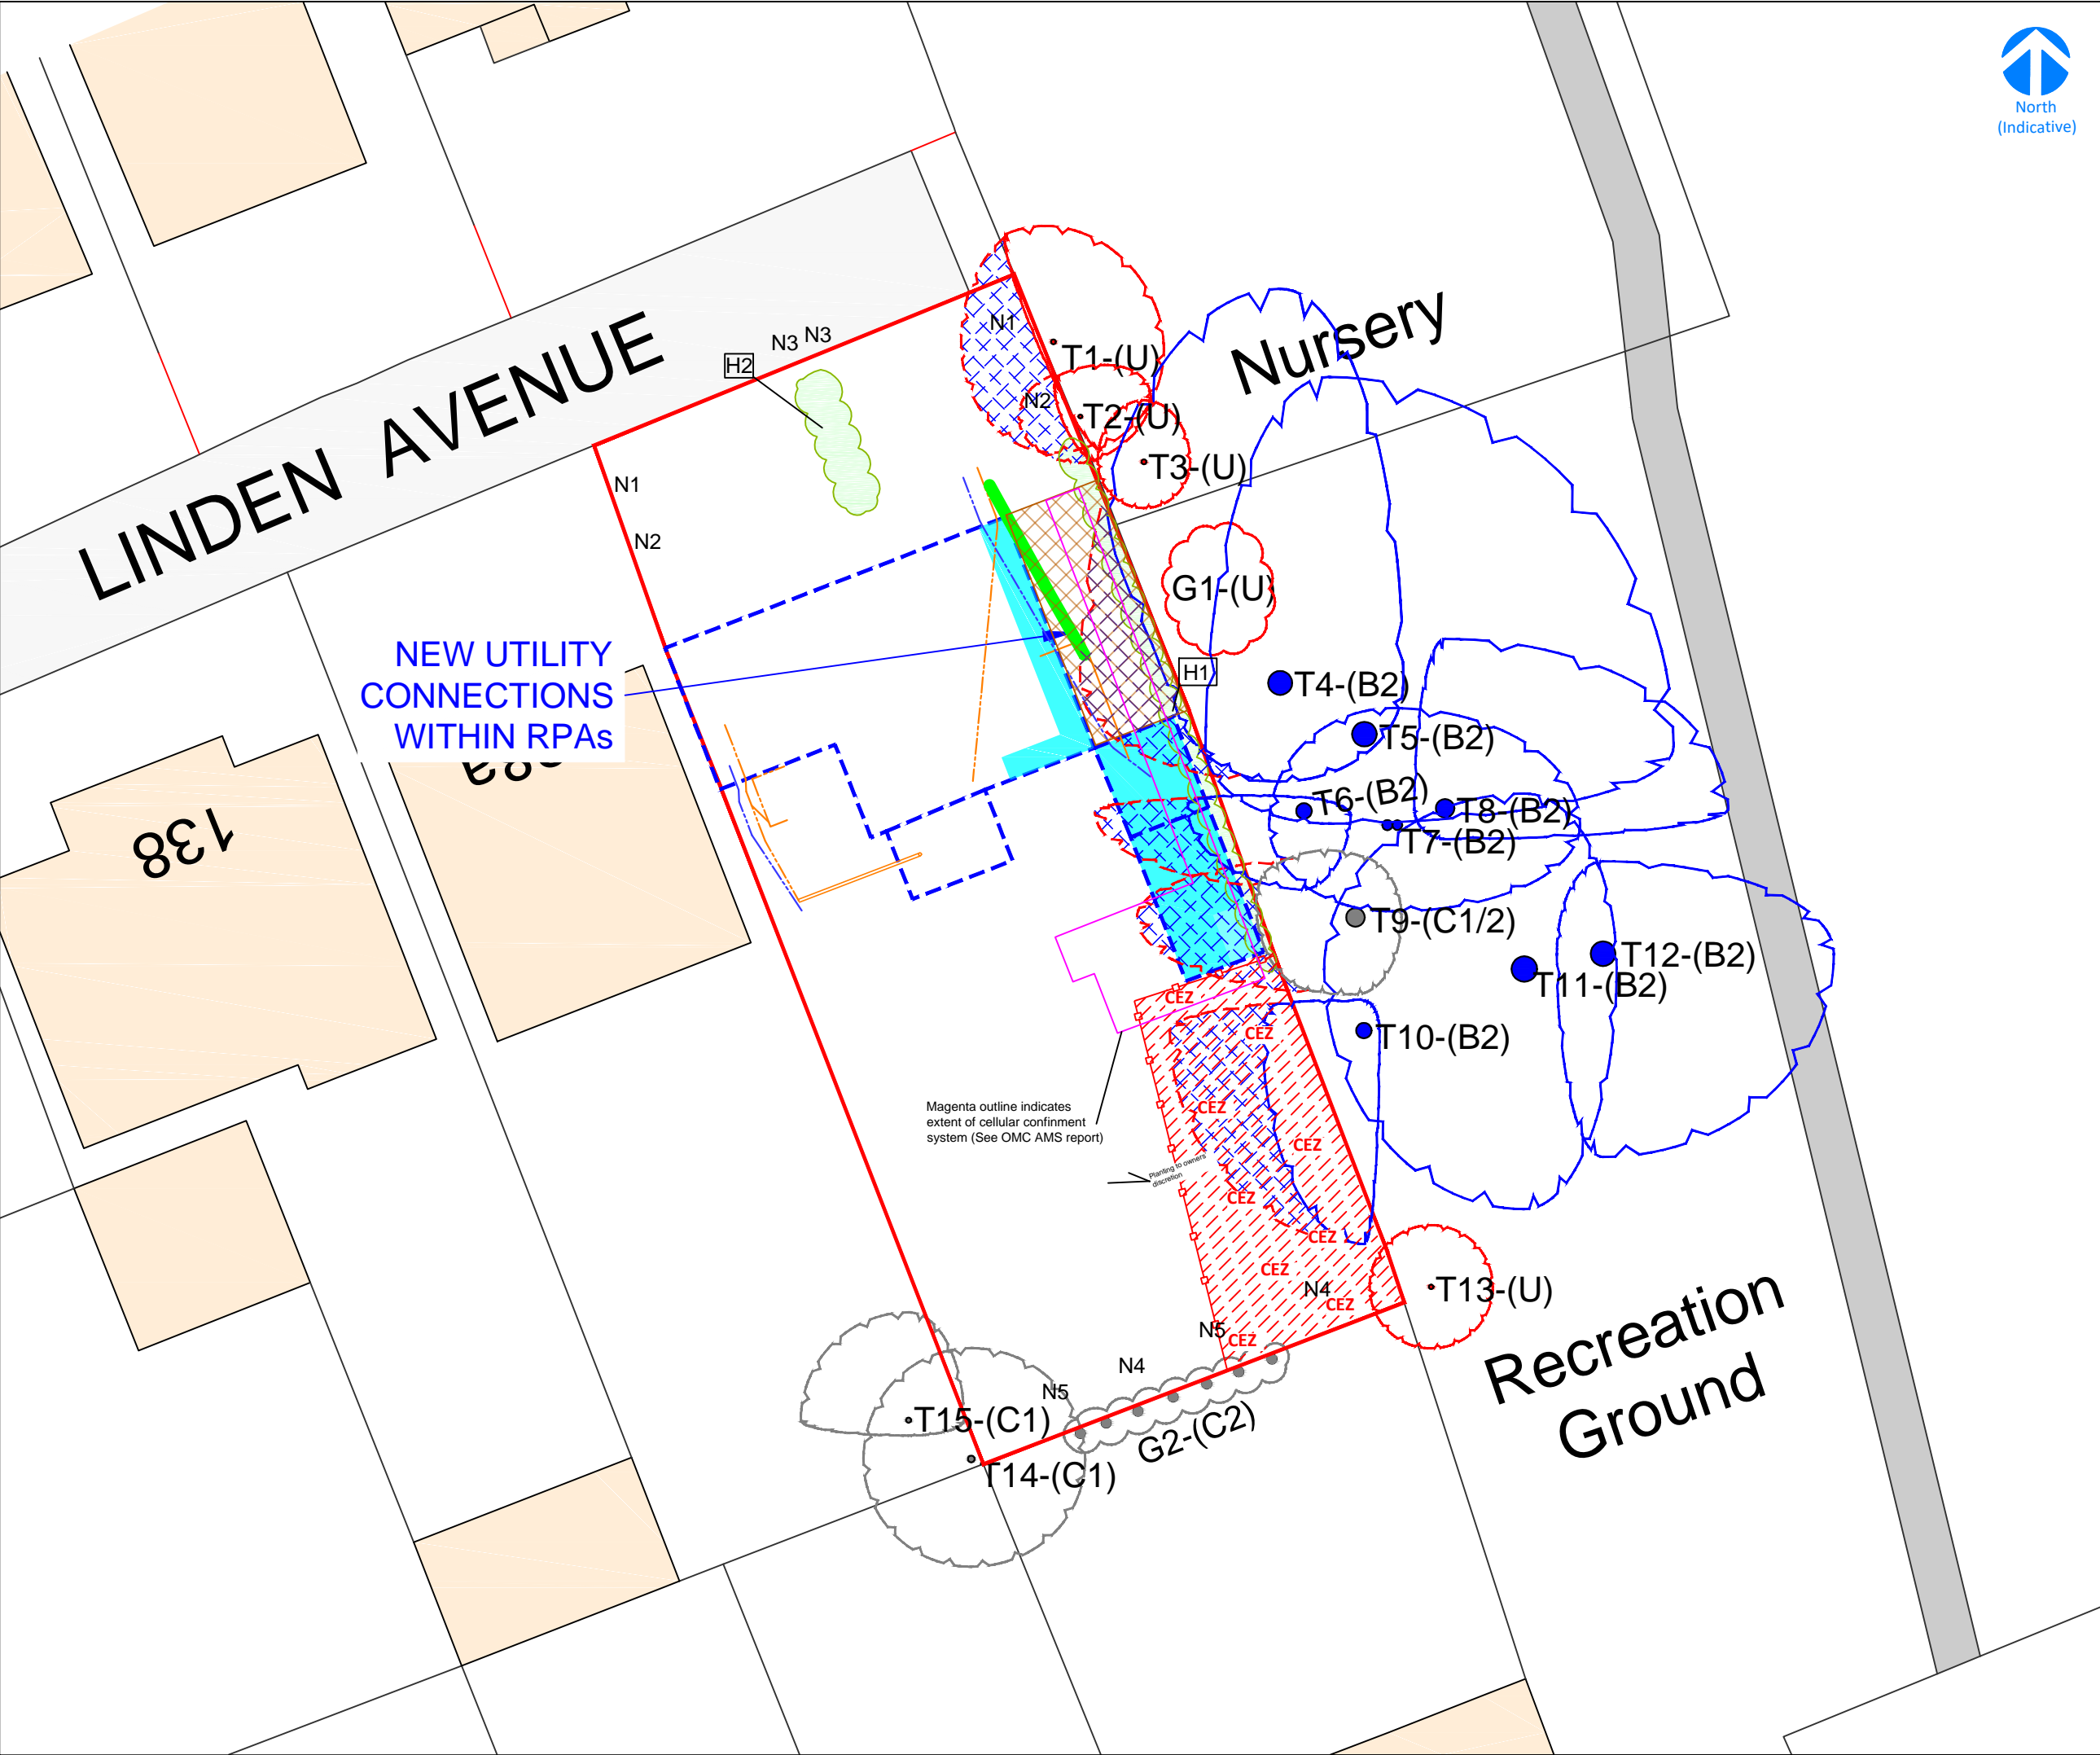 North
(Indicative)
LINDEN AVENUE
Nursery
N3 N3
H2
N1
N2
N1
N2
T1-(U)
T2-(U)
T3-(U)
G1-(U)
H1
NEW UTILITY
CONNECTIONS
WITHIN RPAs
138
T4-(B2)
T5-(B2)
T6-(B2)
T8-(B2)
T7-(B2)
T9-(C1/2)
T12-(B2)
T11-(B2)
T10-(B2)
CEZ
CEZ
CEZ
CEZ
CEZ
CEZ
CEZ
CEZ
CEZ
Magenta outline indicates
extent of cellular confinment
system (See OMC AMS report)
Planting to owners
discretion
N4
N5
N4
N5
T13-(U)
T15-(C1)
T14-(C1)
G2-(C2)
Recreation
Ground